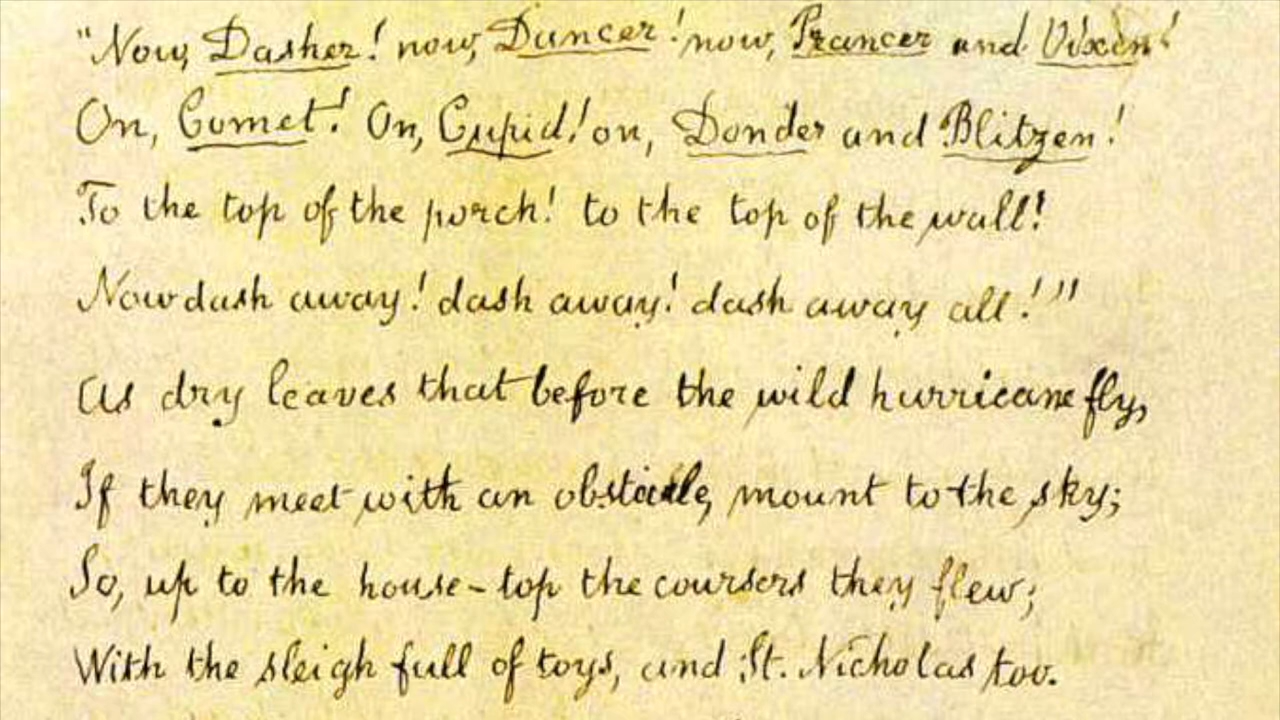 "Now, Dasher! now, Dancer! now, Prancer and Vixen!
On, Comet! On, Cupid! on, Donder and Blitzen!
To the top of the porch! to the top of the wall!
Now dash away! dash away! dash away all!"
As dry leaves that before the wild hurricane fly,
If they meet with an obstacle, mount to the sky;
So, up to the house-top the coursers they flew;
With the sleigh full of toys, and St. Nicholas too.